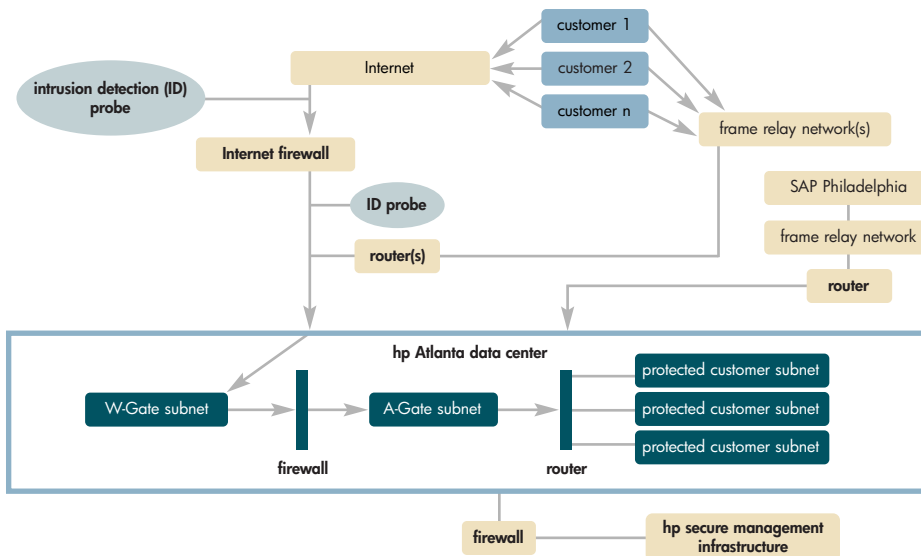 customer 1
Internet
customer 2
intrusion detection (ID)
probe
customer n
frame relay network(s)
Internet firewall
SAP Philadelphia
ID probe
frame relay network
router(s)
router
hp Atlanta data center
protected customer subnet
W-Gate subnet
A-Gate subnet
protected customer subnet
protected customer subnet
firewall
router
firewall
hp secure management
infrastructure